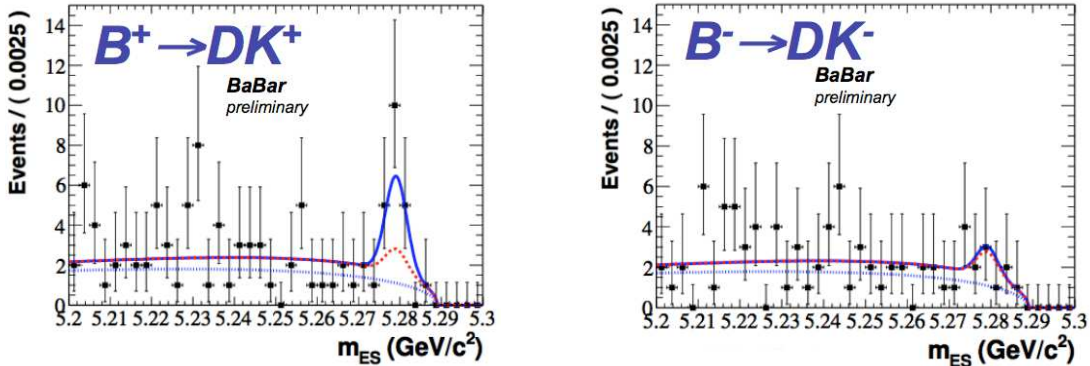 B⁺→DK⁺
BaBar
preliminary
Events / ( 0.0025 )
14
12
10
8
6
4
2
0
5.2 5.21 5.22 5.23 5.24 5.25 5.26 5.27 5.28 5.29 5.3
m_ES (GeV/c²)
B⁻→DK⁻
BaBar
preliminary
Events / ( 0.0025 )
14
12
10
8
6
4
2
0
5.2 5.21 5.22 5.23 5.24 5.25 5.26 5.27 5.28 5.29 5.3
m_ES (GeV/c²)